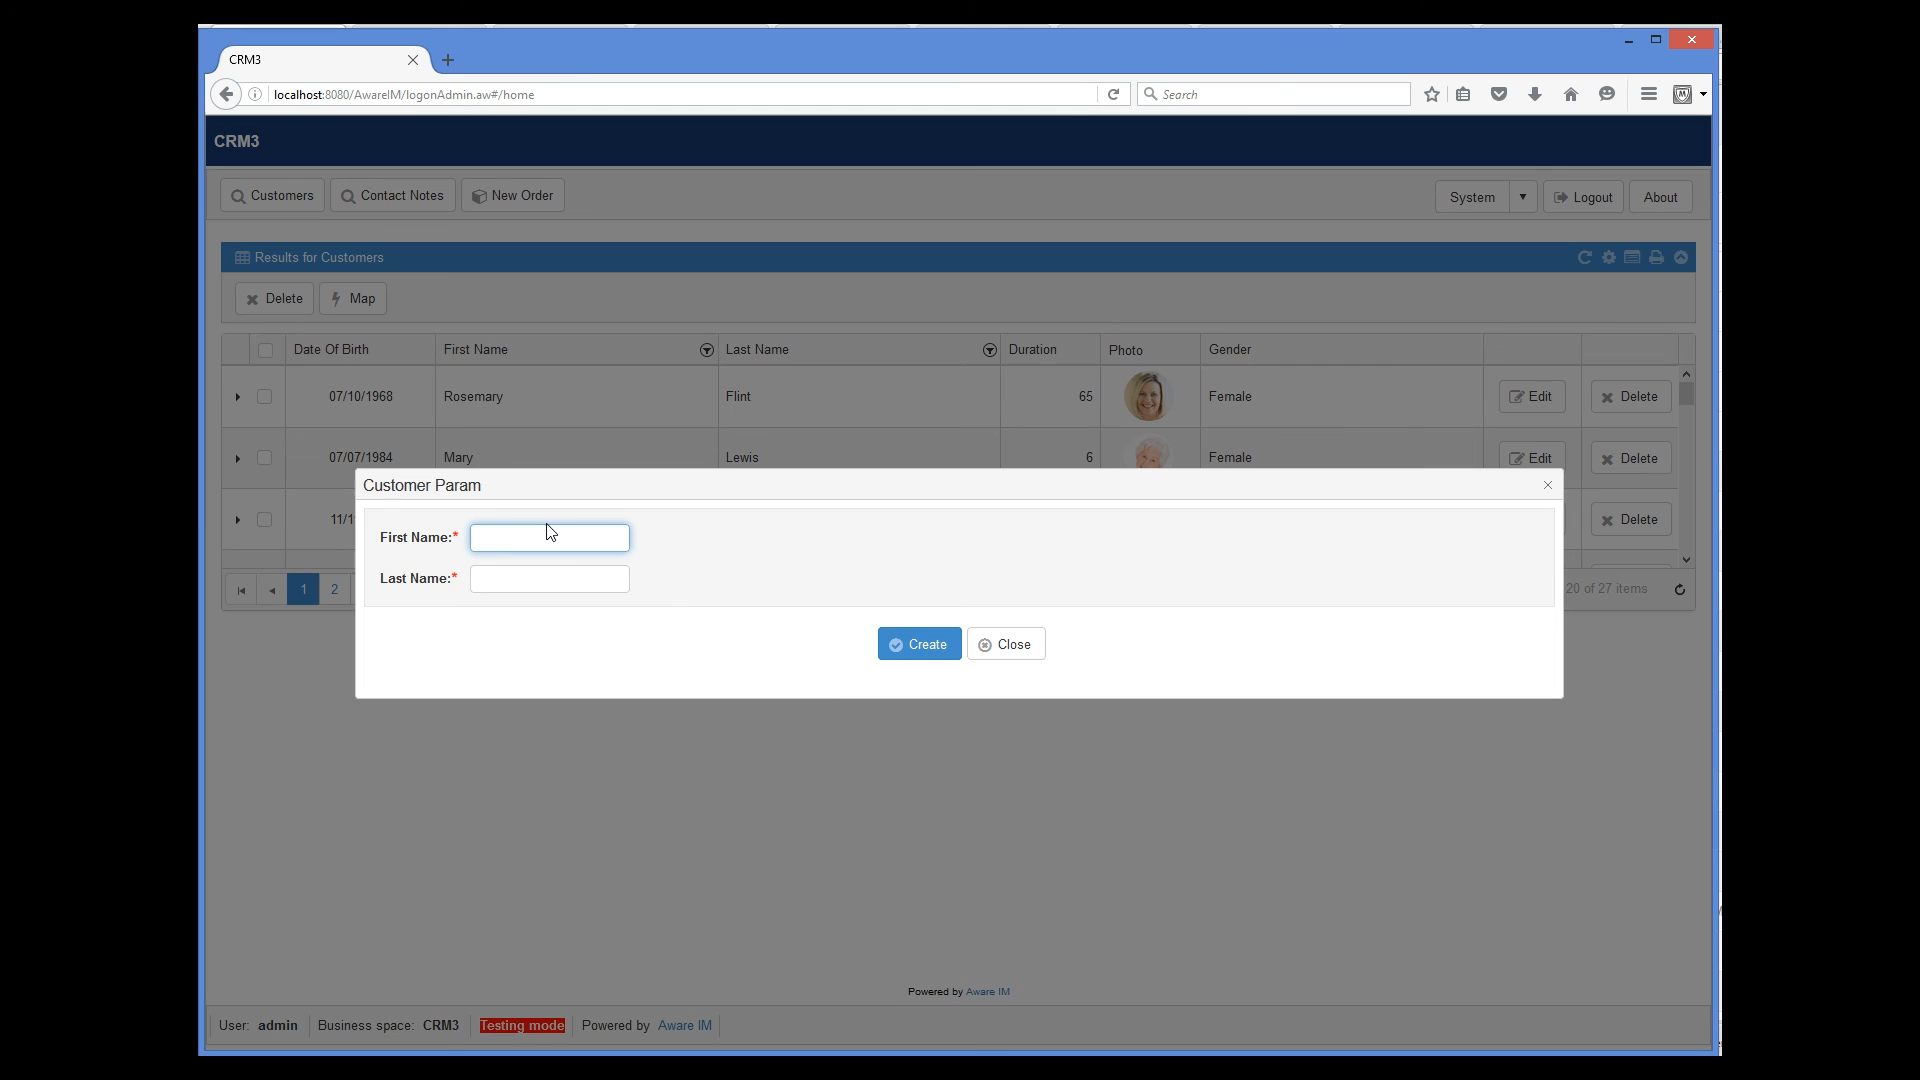 CRM3
localhost:8080/AwareIM/logonAdmin.aw#/home
Search
CRM3
Customers Contact Notes New Order System Logout About
Results for Customers
Delete Map
Date Of Birth First Name Last Name Duration Photo Gender
07/10/1968 Rosemary Flint 65 Female Edit Delete
07/07/1984 Mary Lewis 6 Female Edit Delete
Customer Param
11/1 Delete
First Name:*
Last Name:*
1 2 20 of 27 items
Create Close
Powered by Aware IM
User: admin Business space: CRM3 Testing mode Powered by Aware IM